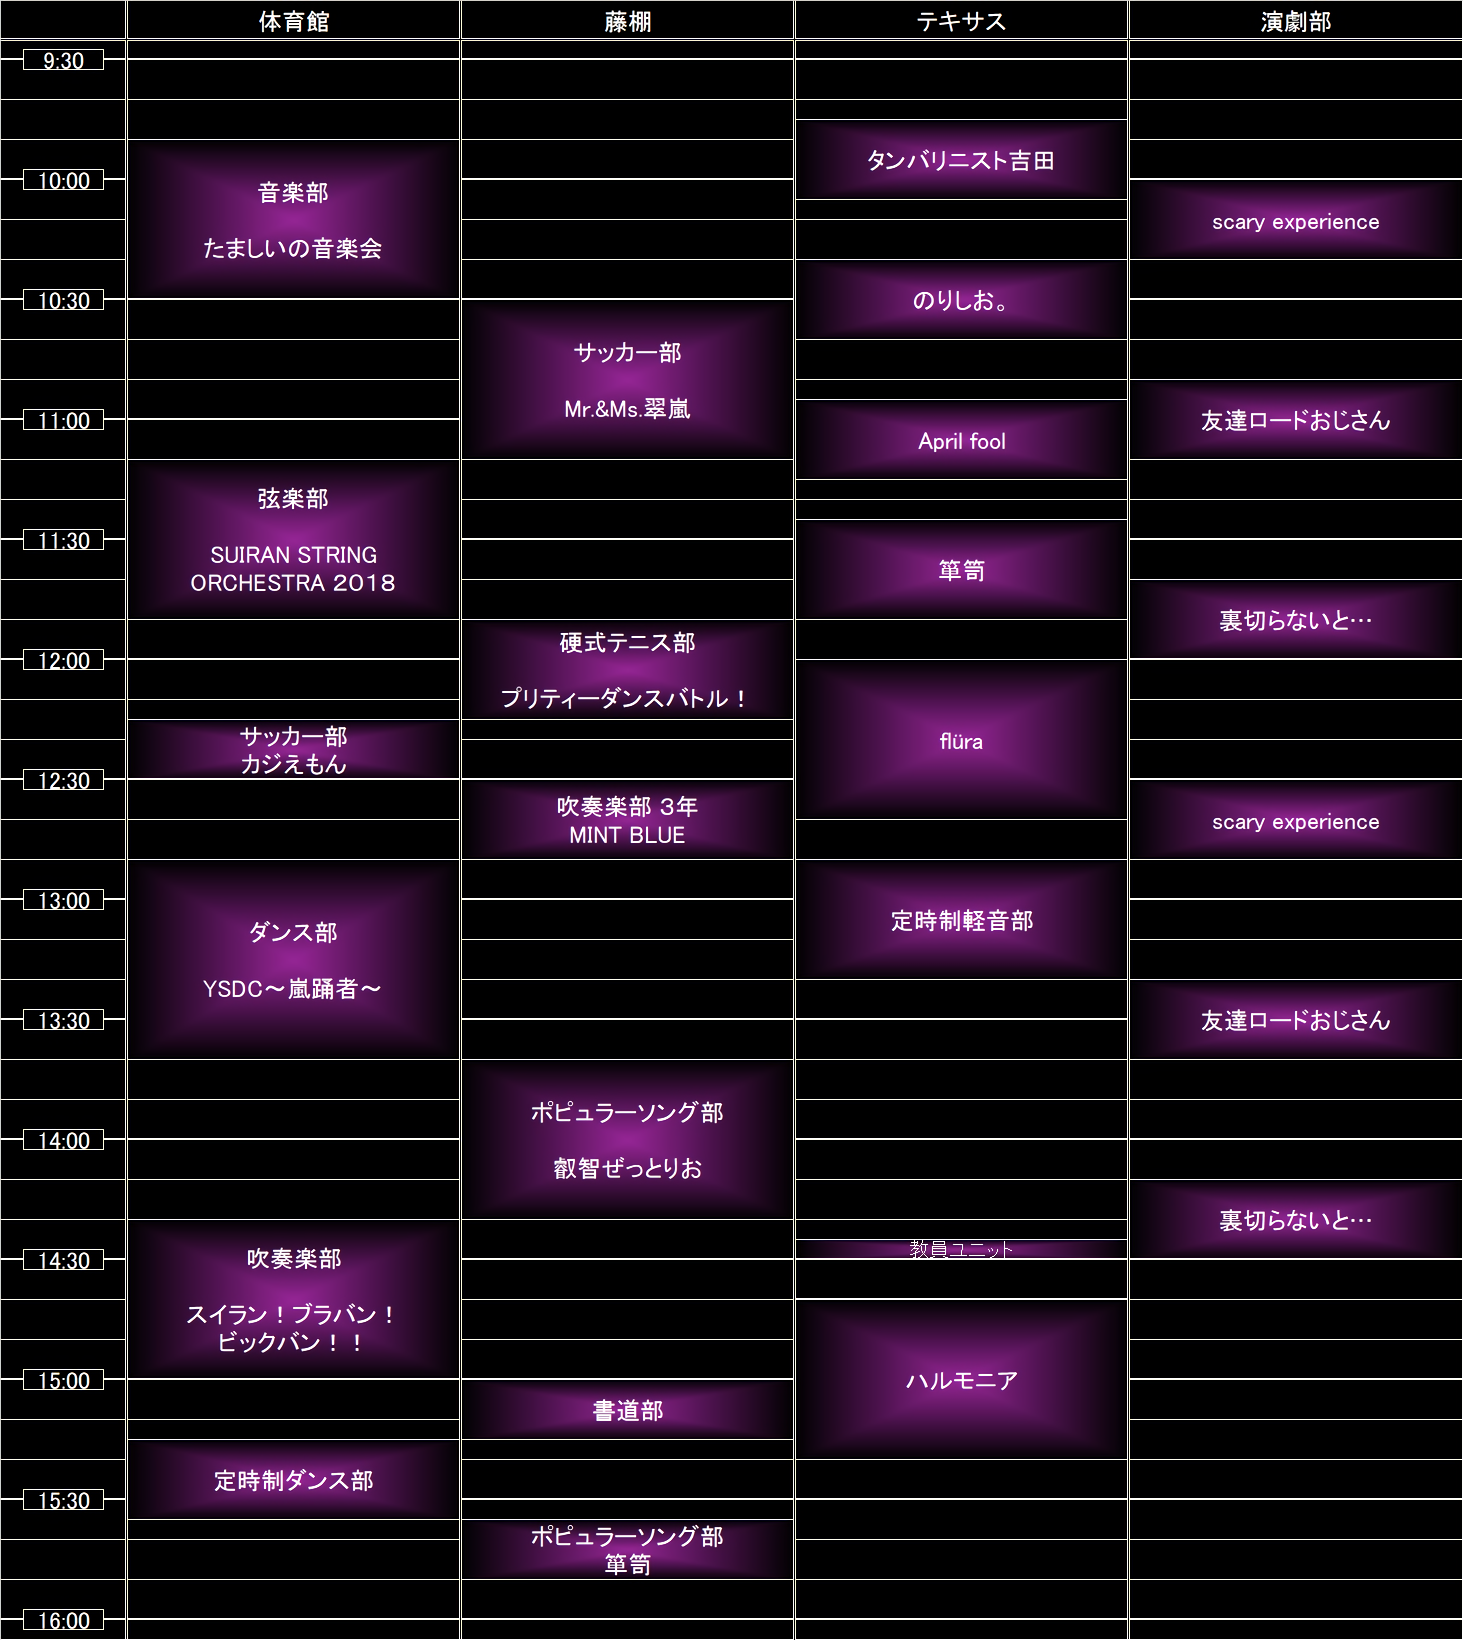 体育館
藤棚
テキサス
演劇部
9:30
タンバリニスト吉田
10:00
音楽部
たましいの音楽会
scary experience
10:30
のりしお。
サッカー部
Mr.&Ms.翠嵐
11:00
April fool
友達ロードおじさん
弦楽部
SUIRAN STRING
ORCHESTRA 2018
11:30
箪笥
裏切らないと…
硬式テニス部
プリティーダンスバトル！
12:00
flüra
サッカー部
カジえもん
12:30
吹奏楽部 3年
MINT BLUE
scary experience
13:00
定時制軽音部
ダンス部
YSDC～嵐踊者～
13:30
友達ロードおじさん
ポピュラーソング部
叡智ぜっとりお
14:00
裏切らないと…
教員ユニット
14:30
吹奏楽部
スイラン！ブラバン！
ビックバン！！
15:00
ハルモニア
書道部
定時制ダンス部
15:30
ポピュラーソング部
箪笥
16:00